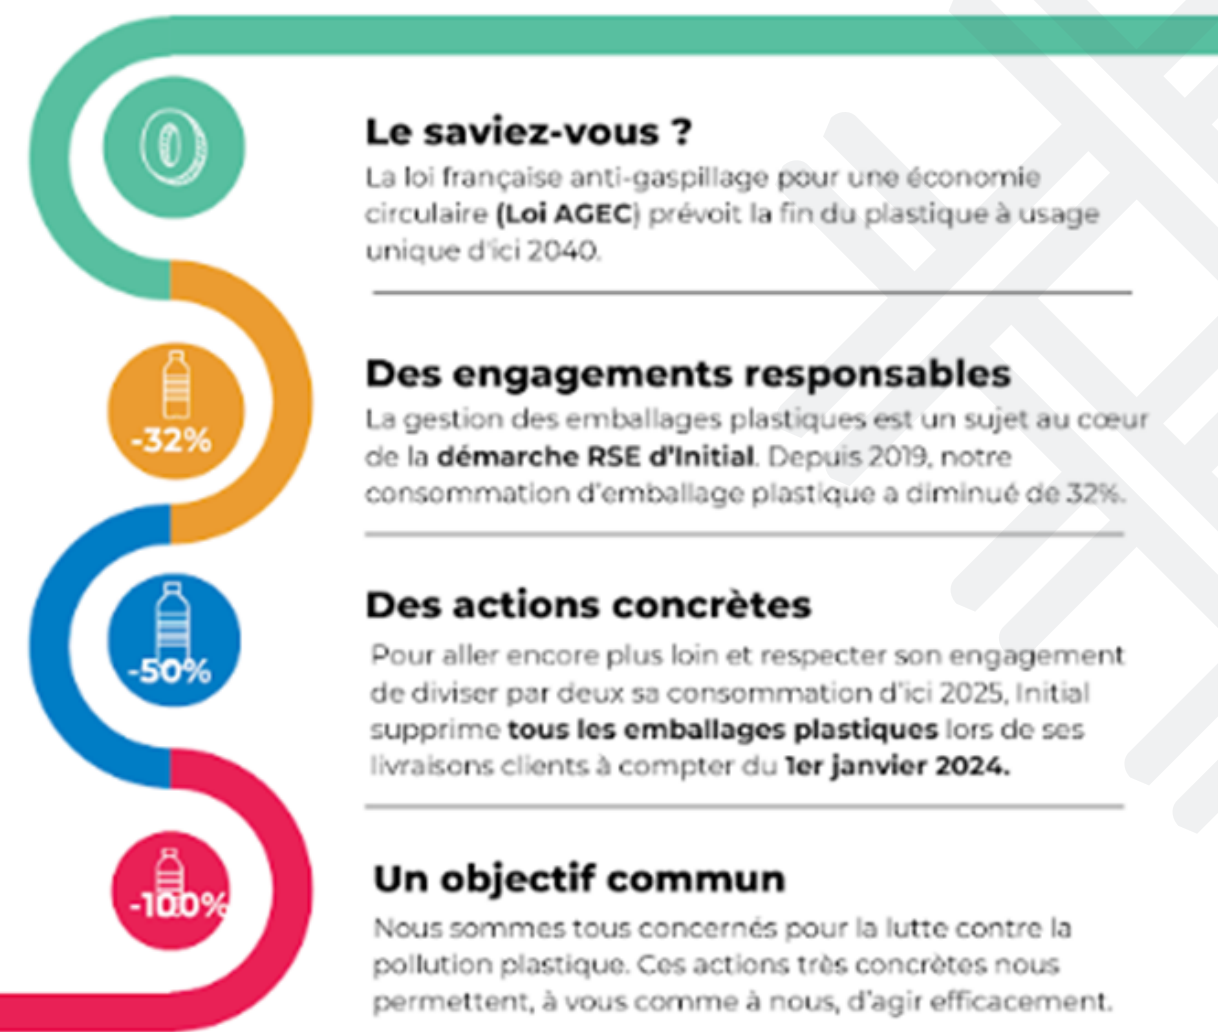 0
Le saviez-vous ?
La loi française anti-gaspillage pour une économie
circulaire (Loi AGEC) prévoit la fin du plastique à usage
unique d'ici 2040.
-32%
Des engagements responsables
La gestion des emballages plastiques est un sujet au cœur
de la démarche RSE d'Initial. Depuis 2019, notre
consommation d'emballage plastique a diminué de 32%.
-50%
Des actions concrètes
Pour aller encore plus loin et respecter son engagement
de diviser par deux sa consommation d'ici 2025, Initial
supprime tous les emballages plastiques lors de ses
livraisons clients à compter du 1er janvier 2024.
-100%
Un objectif commun
Nous sommes tous concernés pour la lutte contre la
pollution plastique. Ces actions très concrètes nous
permettent, à vous comme à nous, d'agir efficacement.